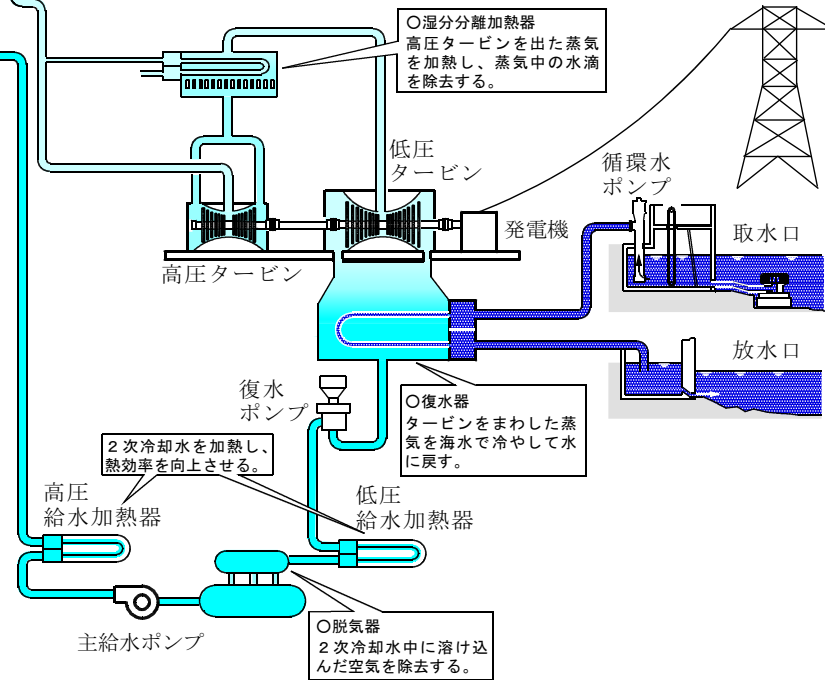 ○湿分分離加熱器
高圧タービンを出た蒸気
を加熱し、蒸気中の水滴
を除去する。
低圧
タービン
循環水
ポンプ
発電機
取水口
高圧タービン
放水口
復水
ポンプ
○復水器
タービンをまわした蒸
気を海水で冷やして水
に戻す。
２次冷却水を加熱し、
熱効率を向上させる。
高圧
給水加熱器
低圧
給水加熱器
主給水ポンプ
○脱気器
２次冷却水中に溶け込
んだ空気を除去する。